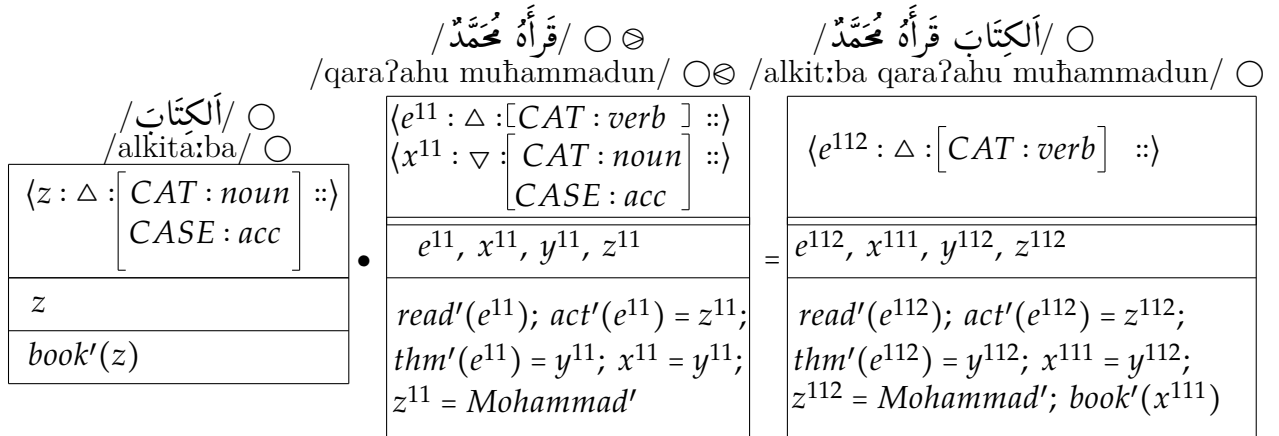 /اَلكِتَابَ/ ○
/alkitaːba/ ○
⟨z : △ : [CAT : noun] ::⟩
[CASE : acc]
z
book′(z)
•
/قَرأَهُ مُحَمَّدٌ/ ○ ⧁
/qaraʔahu muħammadun/ ○⧀
⟨e¹¹ : △ : [CAT : verb ] ::⟩
⟨x¹¹ : ▽ : [CAT : noun] ::⟩
[CASE : acc]
e¹¹, x¹¹, y¹¹, z¹¹
read′(e¹¹); act′(e¹¹) = z¹¹;
thm′(e¹¹) = y¹¹; x¹¹ = y¹¹;
z¹¹ = Mohammad′
=
/اَلكِتَابَ قَرأَهُ مُحَمَّدٌ/ ○
/alkitːba qaraʔahu muħammadun/ ○
⟨e¹¹² : △ : [CAT : verb] ::⟩
e¹¹², x¹¹¹, y¹¹², z¹¹²
read′(e¹¹²); act′(e¹¹²) = z¹¹²;
thm′(e¹¹²) = y¹¹²; x¹¹¹ = y¹¹²;
z¹¹² = Mohammad′; book′(x¹¹¹)